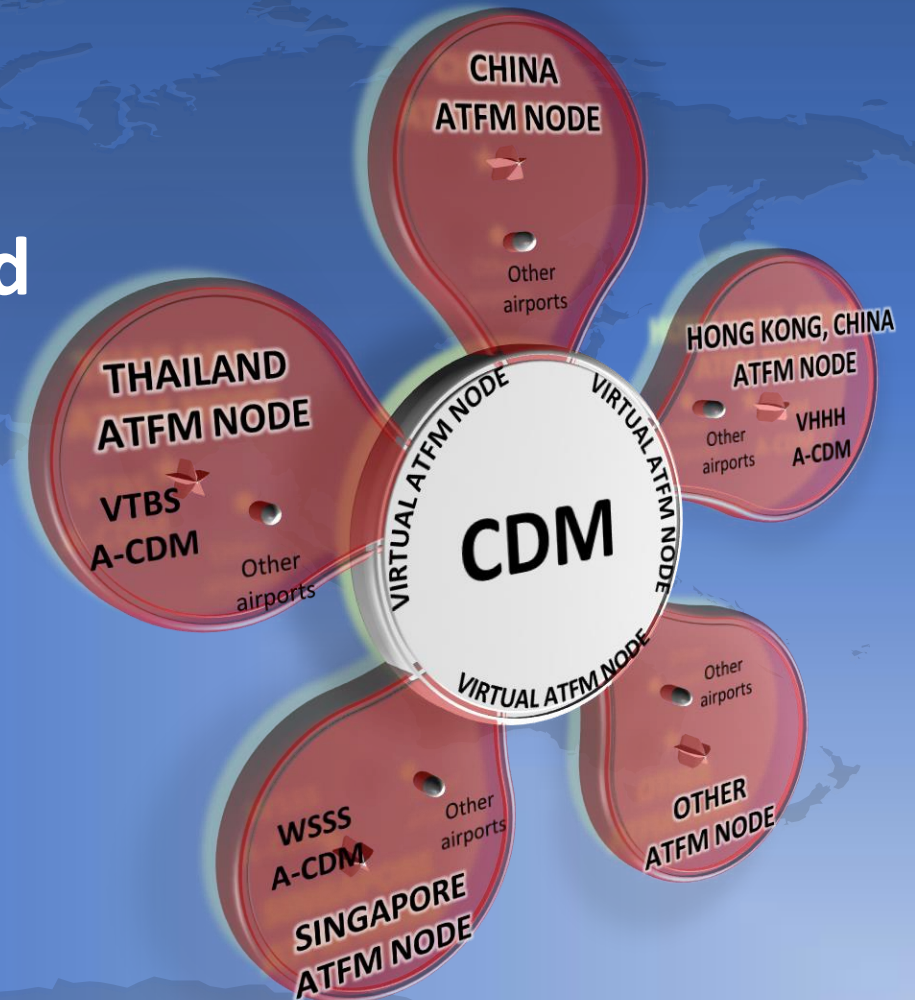 CHINA
ATFM NODE
Other
airports
d
HONG KONG, CHINA
ATFM NODE
Other
airports
VHHH
A-CDM
THAILAND
ATFM NODE
VTBS
A-CDM
Other
airports
VIRTUAL ATFM NODE
VIRTUAL ATFM NODE
CDM
VIRTUAL ATFM NODE
Other
airports
OTHER
ATFM NODE
WSSS
A-CDM
Other
airports
SINGAPORE
ATFM NODE